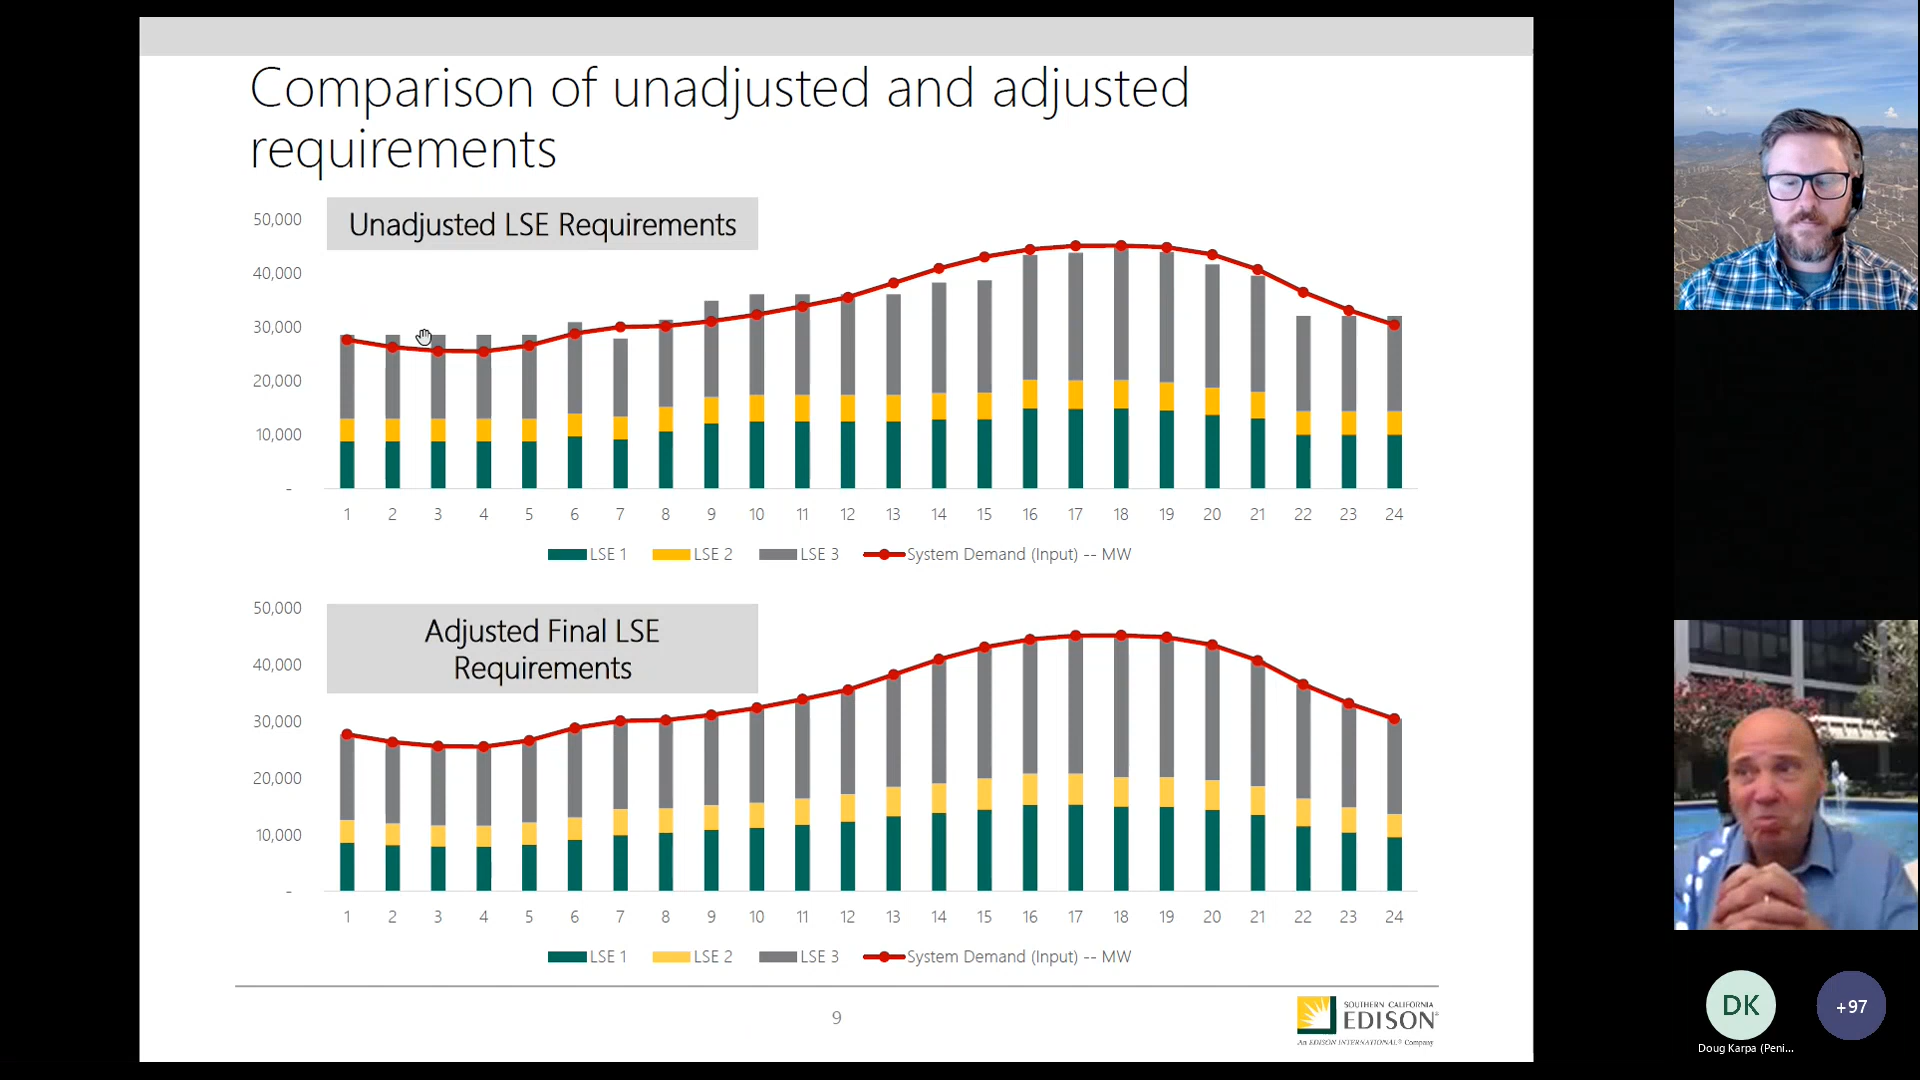 Comparison of unadjusted and adjusted
requirements
Unadjusted LSE Requirements
50,000
40,000
30,000
20,000
10,000
-
1 2 3 4 5 6 7 8 9 10 11 12 13 14 15 16 17 18 19 20 21 22 23 24
LSE 1 LSE 2 LSE 3 System Demand (Input) -- MW
Adjusted Final LSE
Requirements
50,000
40,000
30,000
20,000
10,000
-
1 2 3 4 5 6 7 8 9 10 11 12 13 14 15 16 17 18 19 20 21 22 23 24
LSE 1 LSE 2 LSE 3 System Demand (Input) -- MW
9
SOUTHERN CALIFORNIA
EDISON®
An EDISON INTERNATIONAL® Company
DK
+97
Doug Karpa (Peni...